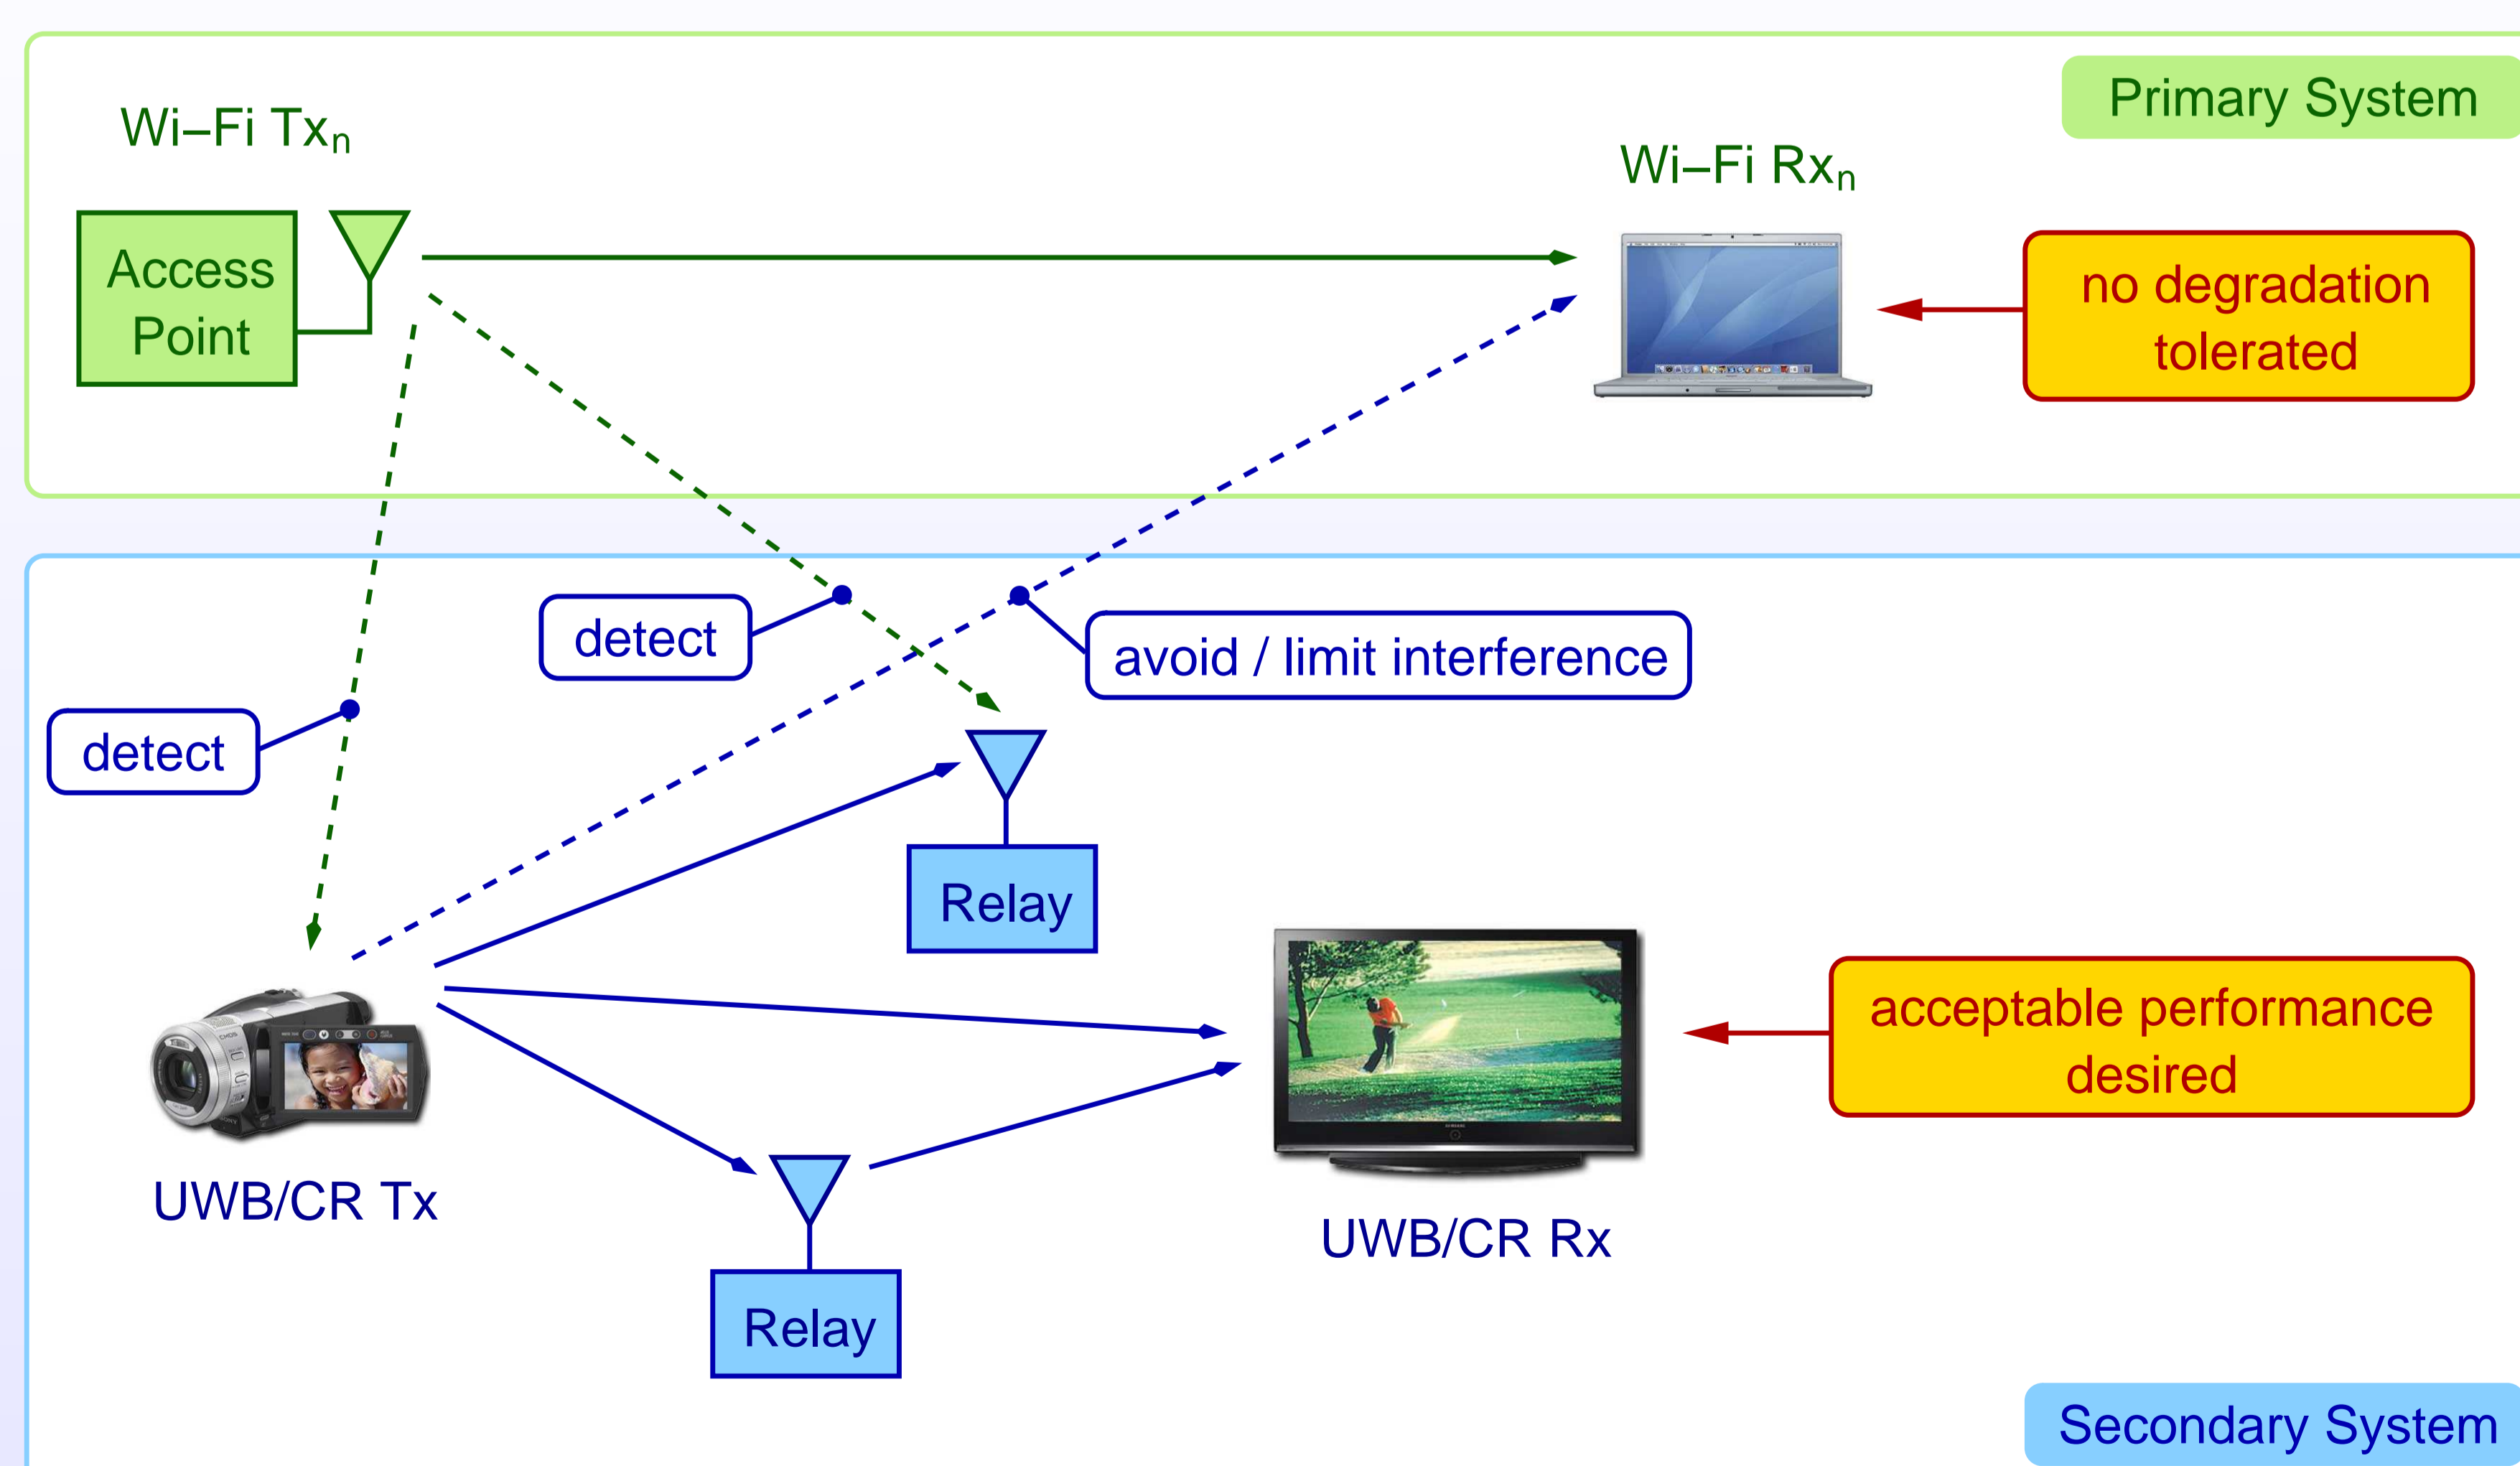 Primary System
Wi–Fi Txₙ
Wi–Fi Rxₙ
Access
Point
no degradation
tolerated
detect
avoid / limit interference
detect
Relay
acceptable performance
desired
UWB/CR Tx
UWB/CR Rx
Relay
Secondary System